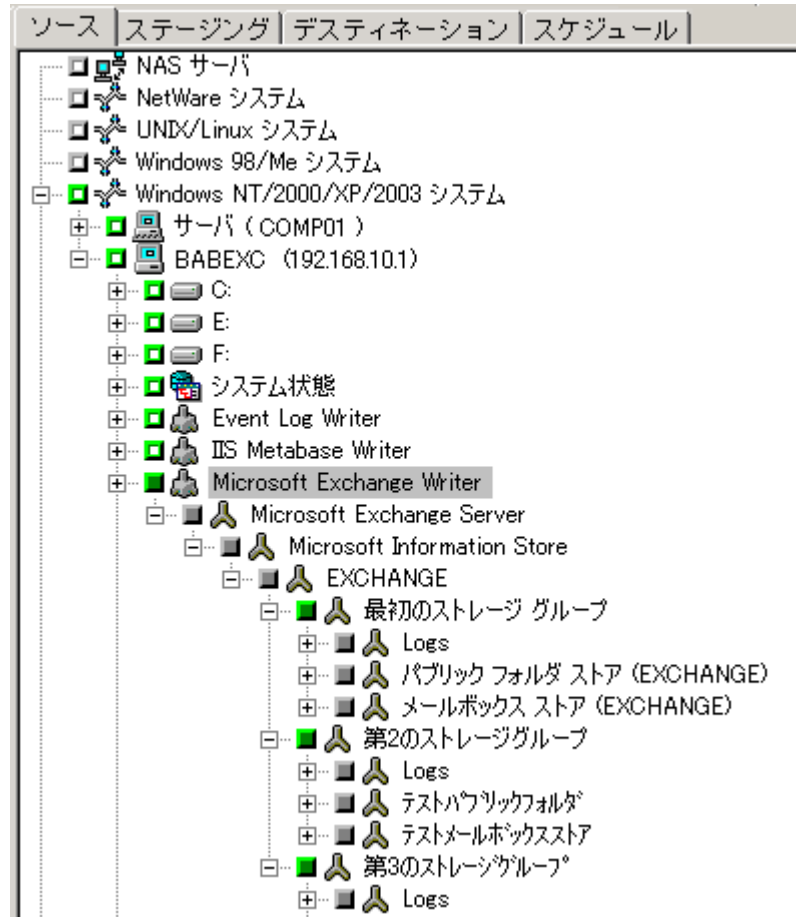 ソース ステージング デスティネーション スケジュール
NAS サーバ
NetWare システム
UNIX/Linux システム
Windows 98/Me システム
Windows NT/2000/XP/2003 システム
サーバ ( COMP01 )
BABEXC (192.168.10.1)
C:
E:
F:
システム状態
Event Log Writer
IIS Metabase Writer
Microsoft Exchange Writer
Microsoft Exchange Server
Microsoft Information Store
EXCHANGE
最初のストレージ グループ
Logs
パブリック フォルダ ストア (EXCHANGE)
メールボックス ストア (EXCHANGE)
第2のストレージグループ
Logs
テストパブリックフォルダ
テストメールボックスストア
第3のストレージグループ
Logs